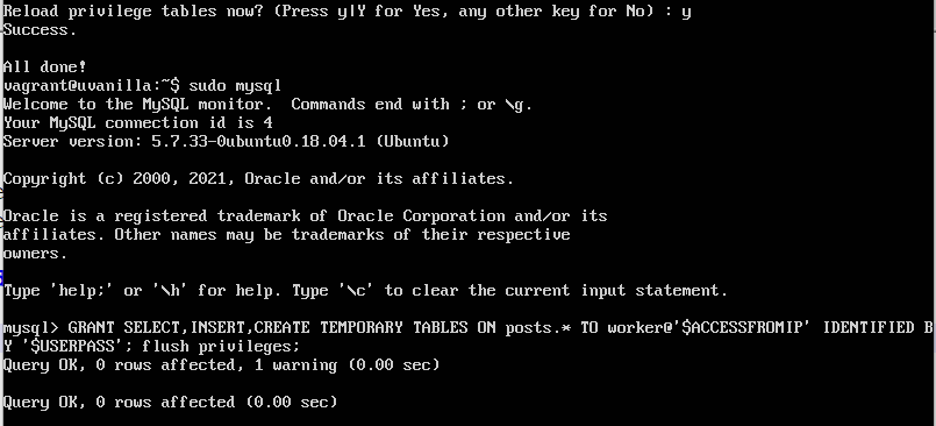 Reload privilege tables now? (Press y|Y for Yes, any other key for No) : y
Success.
All done!
vagrant@uvanilla:~$ sudo mysql
Welcome to the MySQL monitor.  Commands end with ; or \g.
Your MySQL connection id is 4
Server version: 5.7.33-0ubuntu0.18.04.1 (Ubuntu)
Copyright (c) 2000, 2021, Oracle and/or its affiliates.
Oracle is a registered trademark of Oracle Corporation and/or its
affiliates. Other names may be trademarks of their respective
owners.
Type 'help;' or '\h' for help. Type '\c' to clear the current input statement.
mysql> GRANT SELECT,INSERT,CREATE TEMPORARY TABLES ON posts.* TO worker@'$ACCESSFROMIP' IDENTIFIED B
Y '$USERPASS'; flush privileges;
Query OK, 0 rows affected, 1 warning (0.00 sec)
Query OK, 0 rows affected (0.00 sec)